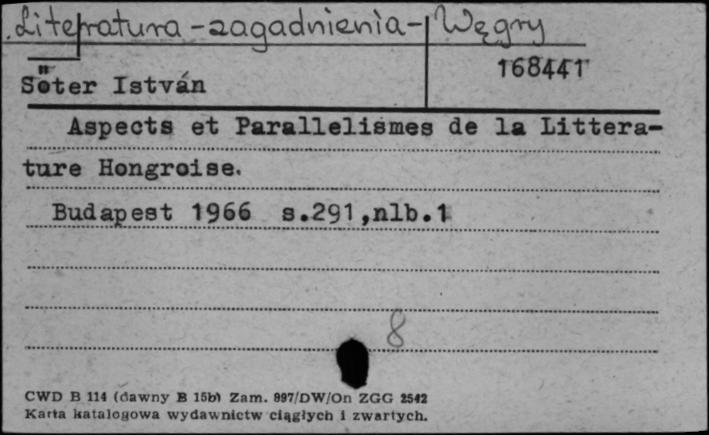 Literatura - zagadnienia - Węgry
168441
Sőter István
Aspects et Parallelismes de la Littera-
ture Hongroise.
Budapest 1966 s.291,nlb.1
8
CWD B 114 (dawny B 15b) Zam. 897/DW/On ZGG 2542
Karta katalogowa wydawnictw ciągłych i zwartych.